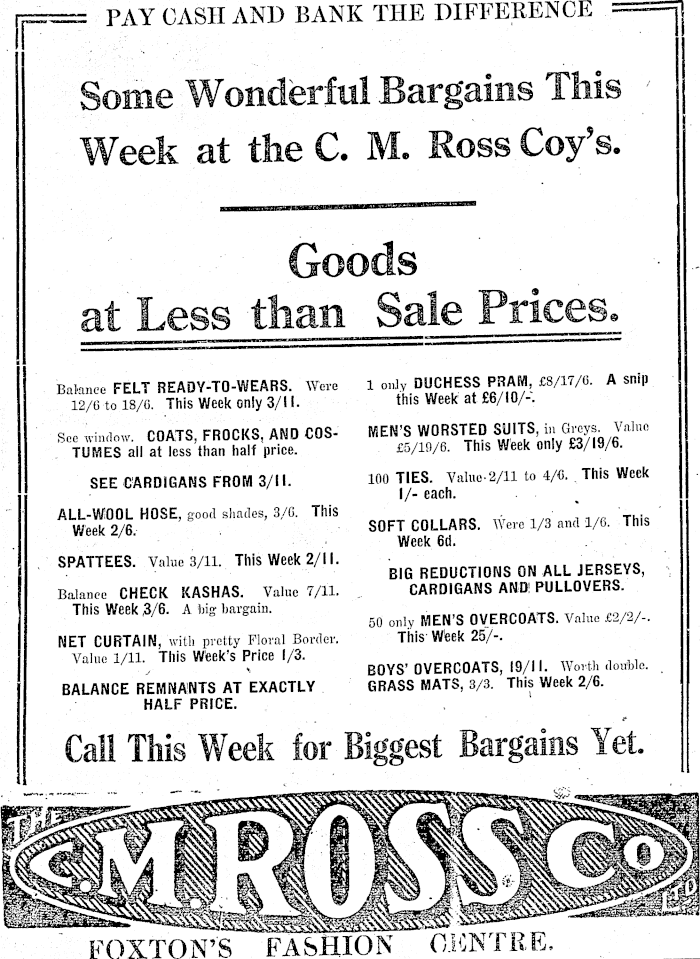 PAY CASH AND BANK THE DIFFERENCE
Some Wonderful Bargains This
Week at the C. M. Ross Coy's.
Goods
at Less than Sale Prices.
Balance FELT READY-TO-WEARS. Were
12/6 to 18/6. This Week only 3/11.
See window. COATS, FROCKS, AND COS-
TUMES all at less than half price.
SEE CARDIGANS FROM 3/11.
ALL-WOOL HOSE, good shades, 3/6. This
Week 2/6.
SPATTEES. Value 3/11. This Week 2/11.
Balance CHECK KASHAS. Value 7/11.
This Week 3/6. A big bargain.
NET CURTAIN, with pretty Floral Border.
Value 1/11. This Week's Price 1/3.
BALANCE REMNANTS AT EXACTLY
HALF PRICE.
1 only DUCHESS PRAM, £8/17/6. A snip
this Week at £6/10/-.
MEN'S WORSTED SUITS, in Greys. Value
£5/19/6. This Week only £3/19/6.
100 TIES. Value 2/11 to 4/6. This Week
1/- each.
SOFT COLLARS. Were 1/3 and 1/6. This
Week 6d.
BIG REDUCTIONS ON ALL JERSEYS,
CARDIGANS AND PULLOVERS.
50 only MEN'S OVERCOATS. Value £2/2/-.
This Week 25/-.
BOYS' OVERCOATS, 19/11. Worth double.
GRASS MATS, 3/3. This Week 2/6.
Call This Week for Biggest Bargains Yet.
THE
C.M. ROSS Co
LTD
FOXTON'S FASHION CENTRE.